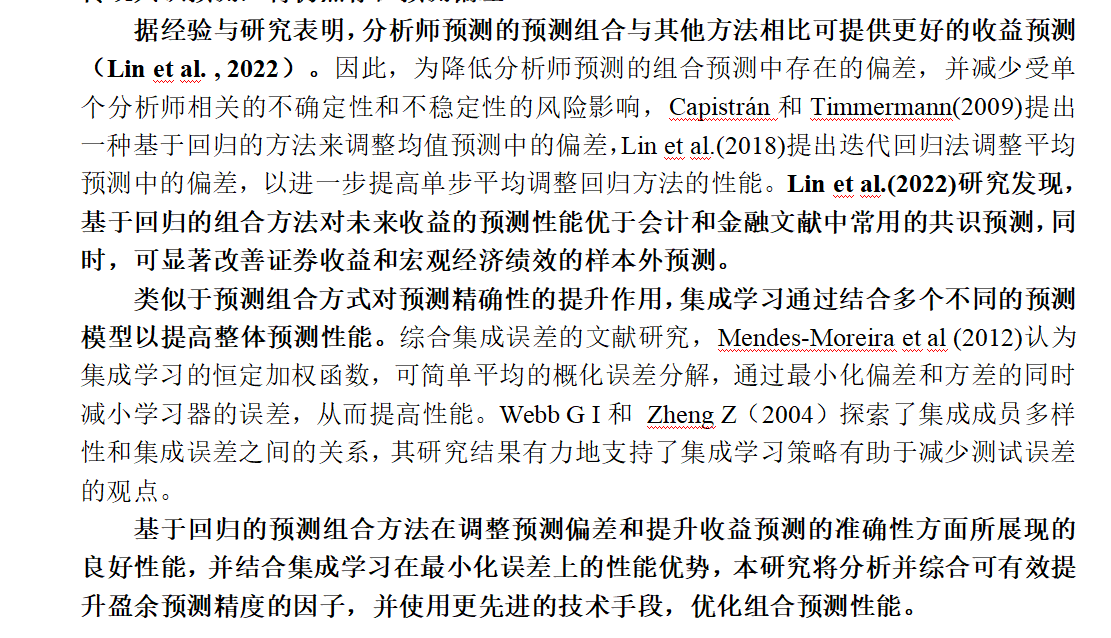 据经验与研究表明，分析师预测的预测组合与其他方法相比可提供更好的收益预测
（Lin et al. , 2022）。因此，为降低分析师预测的组合预测中存在的偏差，并减少受单
个分析师相关的不确定性和不稳定性的风险影响，Capistrán 和 Timmermann(2009)提出
一种基于回归的方法来调整均值预测中的偏差，Lin et al.(2018)提出迭代回归法调整平均
预测中的偏差，以进一步提高单步平均调整回归方法的性能。Lin et al.(2022)研究发现，
基于回归的组合方法对未来收益的预测性能优于会计和金融文献中常用的共识预测，同
时，可显著改善证券收益和宏观经济绩效的样本外预测。
类似于预测组合方式对预测精确性的提升作用，集成学习通过结合多个不同的预测
模型以提高整体预测性能。综合集成误差的文献研究，Mendes-Moreira et al (2012)认为
集成学习的恒定加权函数，可简单平均的概化误差分解，通过最小化偏差和方差的同时
减小学习器的误差，从而提高性能。Webb G I 和 Zheng Z（2004）探索了集成成员多样
性和集成误差之间的关系，其研究结果有力地支持了集成学习策略有助于减少测试误差
的观点。
基于回归的预测组合方法在调整预测偏差和提升收益预测的准确性方面所展现的
良好性能，并结合集成学习在最小化误差上的性能优势，本研究将分析并综合可有效提
升盈余预测精度的因子，并使用更先进的技术手段，优化组合预测性能。